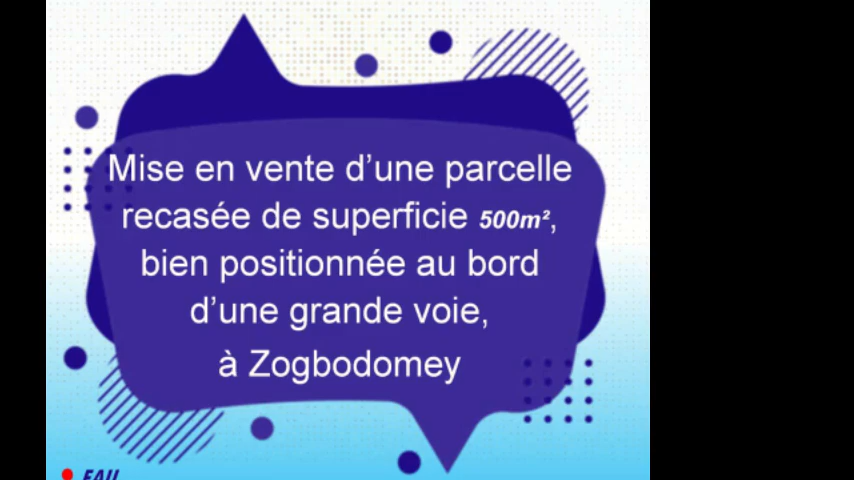 Mise en vente d’une parcelle
recasée de superficie 500m²,
bien positionnée au bord
d’une grande voie,
à Zogbodomey